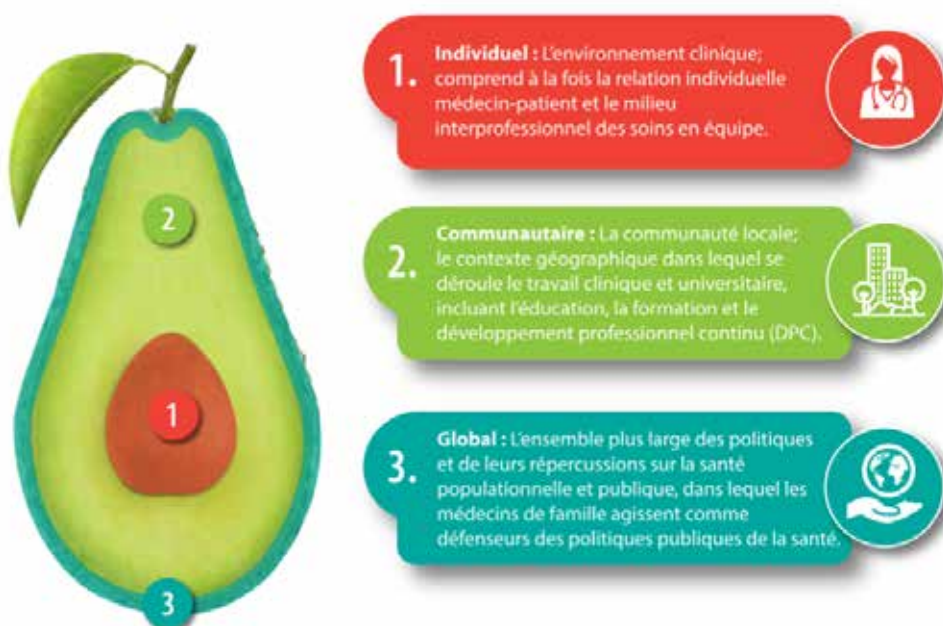 1.
Individuel : L'environnement clinique;
comprend à la fois la relation individuelle
médecin-patient et le milieu
interprofessionnel des soins en équipe.
2
2.
Communautaire : La communauté locale;
le contexte géographique dans lequel se
déroule le travail clinique et universitaire,
incluant l'éducation, la formation et le
développement professionnel continu (DPC).
1
3.
Global : L'ensemble plus large des politiques
et de leurs répercussions sur la santé
populationnelle et publique, dans lequel les
médecins de famille agissent comme
défenseurs des politiques publiques de la santé.
3